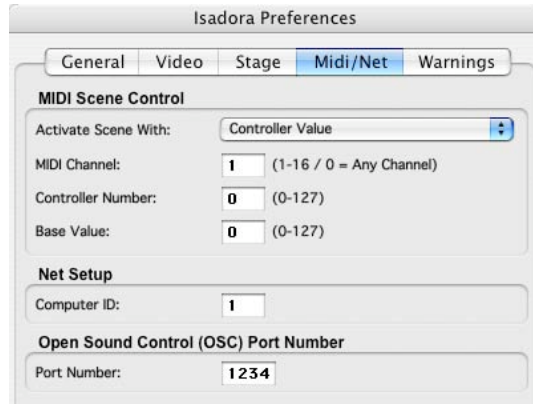 Isadora Preferences
General Video Stage Midi/Net Warnings
MIDI Scene Control
Activate Scene With: Controller Value
MIDI Channel: 1 (1-16 / 0 = Any Channel)
Controller Number: 0 (0-127)
Base Value: 0 (0-127)
Net Setup
Computer ID: 1
Open Sound Control (OSC) Port Number
Port Number: 1234